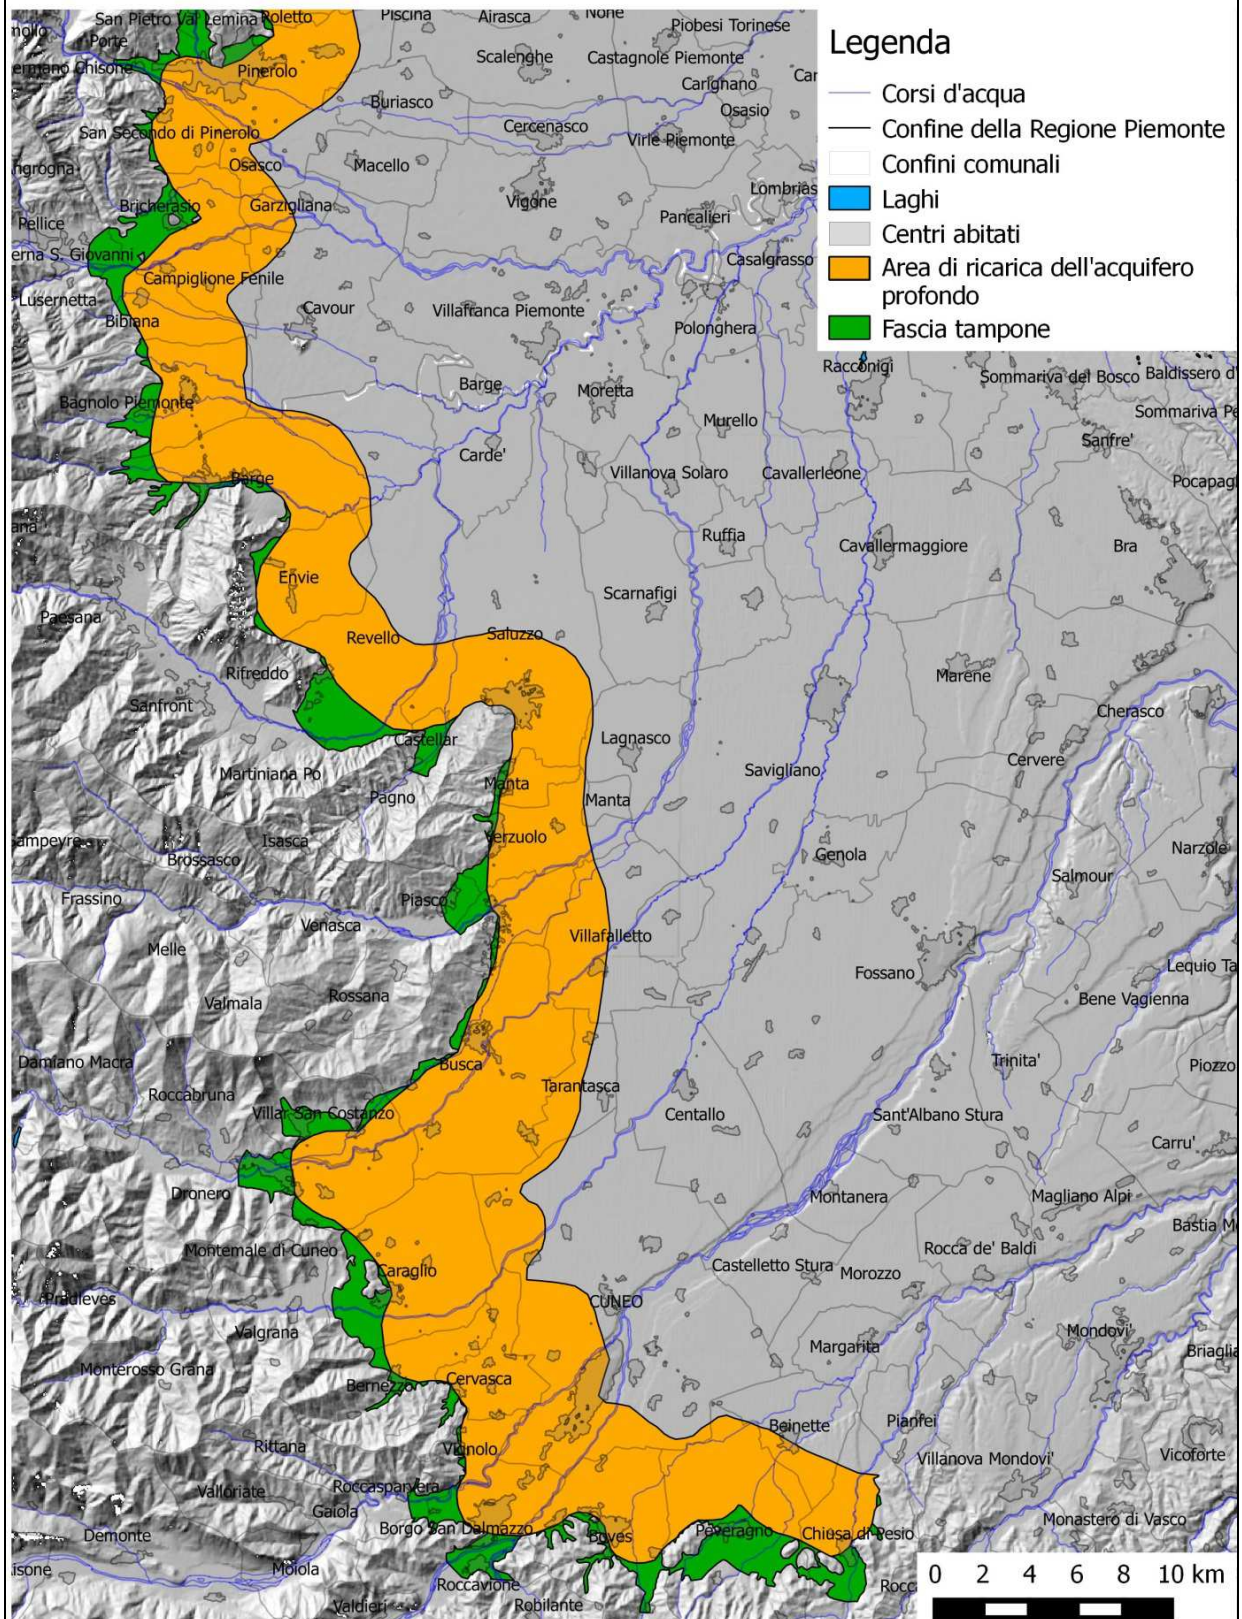 San Pietro Val Lemina
Roletto
Piscina
Airasca
None
Piobesi Torinese
Porte
Scalenghe
Castagnole Piemonte
Pinerolo
Carignano
Buriasco
Osasio
San Secondo di Pinerolo
Cercenasco
Virle Piemonte
Osasco
Macello
Bricherasio
Garzigliana
Vigone
Pancalieri
Pellice
Casalgrasso
Campiglione Fenile
Lusernetta
Cavour
Villafranca Piemonte
Bibiana
Polonghera
Legenda
Corsi d'acqua
Confine della Regione Piemonte
Confini comunali
Laghi
Centri abitati
Area di ricarica dell'acquifero
profondo
Fascia tampone
Racconigi
Sommariva del Bosco
Baldissero d'
Barge
Moretta
Bagnolo Piemonte
Murello
Sanfre'
Carde'
Villanova Solaro
Cavallerleone
Barge
Ruffia
Cavallermaggiore
Bra
Envie
Scarnafigi
Paesana
Revello
Saluzzo
Rifreddo
Marene
Sanfront
Cherasco
Castellar
Lagnasco
Martiniana Po
Savigliano
Cervere
Manta
Pagno
Manta
Verzuolo
Isasca
Brossasco
Genola
Narzole
Salmour
Frassino
Piasco
Venasca
Villafalletto
Melle
Fossano
Rossana
Valmala
Bene Vagienna
Damiano Macra
Busca
Trinita'
Piozzo
Roccabruna
Tarantasca
Villar San Costanzo
Centallo
Sant'Albano Stura
Carru'
Dronero
Montanera
Magliano Alpi
Montemale di Cuneo
Rocca de' Baldi
Caraglio
Castelletto Stura
Morozzo
Pradleves
CUNEO
Valgrana
Mondovi'
Margarita
Monterosso Grana
Cervasca
Bernezzo
Beinette
Pianfei
Rittana
Vignolo
Villanova Mondovi'
Vicoforte
Valloriate
Roccasparvera
Gaiola
Borgo San Dalmazzo
Boves
Peveragno
Chiusa di Pesio
Monastero di Vasco
Demonte
Moiola
Roccavione
Valdieri
Robilante
0 2 4 6 8 10 km